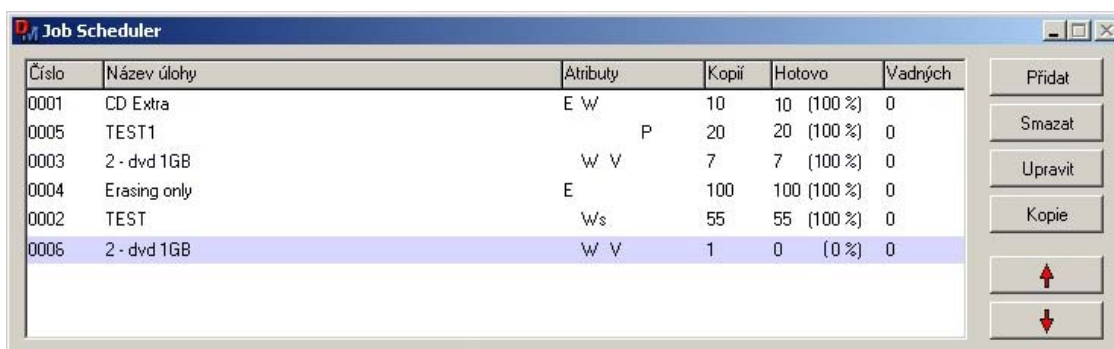 DM Job Scheduler
Číslo Název úlohy Atributy Kopií Hotovo Vadných
0001 CD Extra E W 10 10 (100 %) 0
0005 TEST1 P 20 20 (100 %) 0
0003 2 - dvd 1GB W V 7 7 (100 %) 0
0004 Erasing only E 100 100 (100 %) 0
0002 TEST Ws 55 55 (100 %) 0
0006 2 - dvd 1GB W V 1 0 (0 %) 0
Přidat
Smazat
Upravit
Kopie